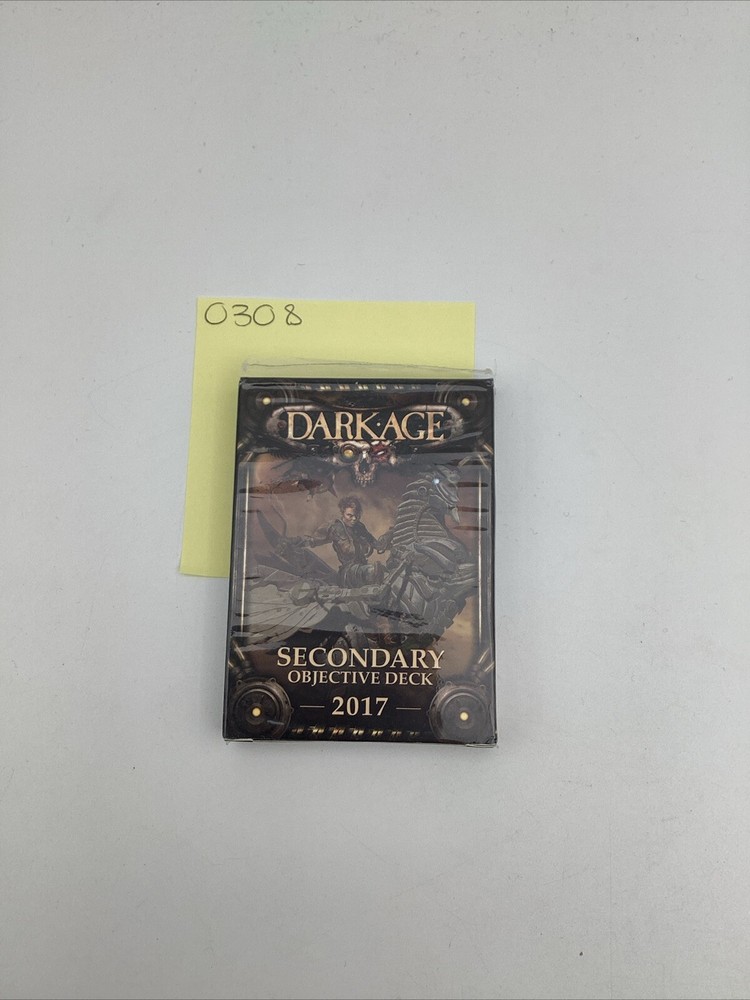 0308
DARK·AGE
SECONDARY
OBJECTIVE DECK
— 2017 —